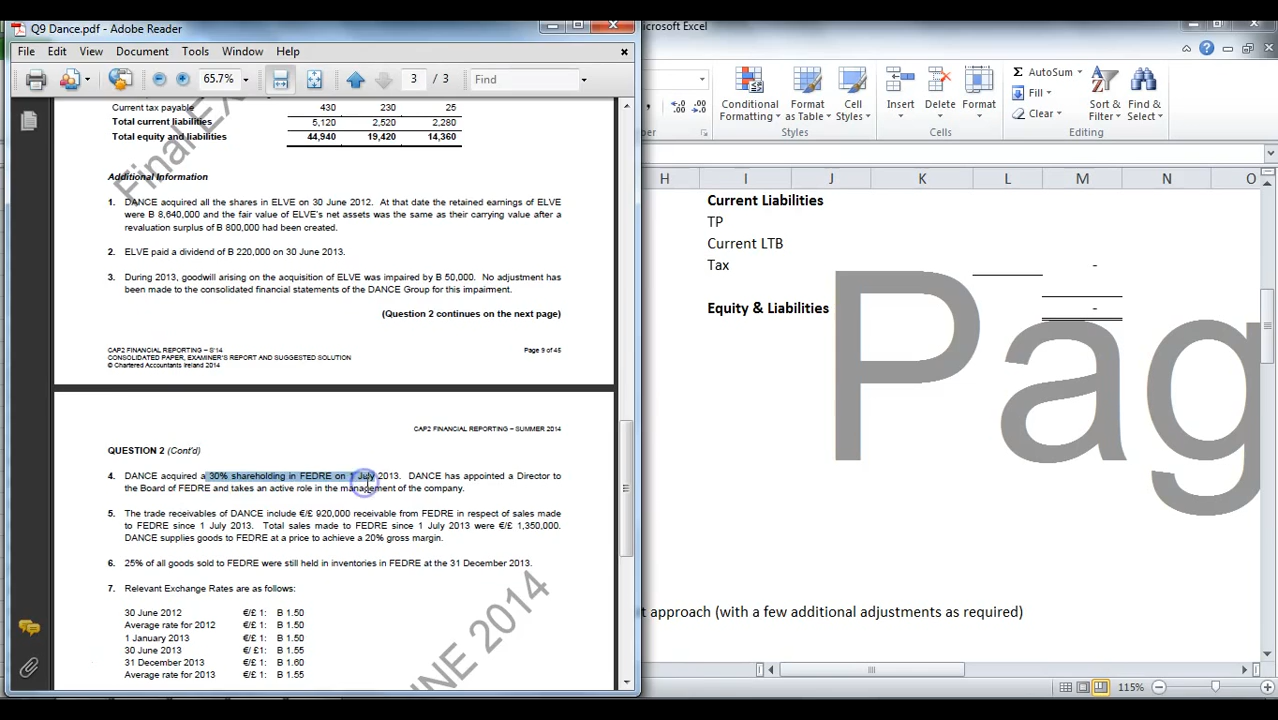 Q9 Dance.pdf - Adobe Reader
icrosoft Excel
File Edit View Document Tools Window Help
65.7%
3 / 3
Find
Conditional Formatting
Format as Table
Cell Styles
Insert
Delete
Format
AutoSum
Fill
Clear
Sort & Filter
Find & Select
ber
Styles
Cells
Editing
H I J K L M N O
Current tax payable 430 230 25
Total current liabilities 5,120 2,520 2,280
Total equity and liabilities 44,940 19,420 14,360
Additional Information
1. DANCE acquired all the shares in ELVE on 30 June 2012. At that date the retained earnings of ELVE
were B 8,640,000 and the fair value of ELVE's net assets was the same as their carrying value after a
revaluation surplus of B 800,000 had been created.
2. ELVE paid a dividend of B 220,000 on 30 June 2013.
3. During 2013, goodwill arising on the acquisition of ELVE was impaired by B 50,000. No adjustment has
been made to the consolidated financial statements of the DANCE Group for this impairment.
(Question 2 continues on the next page)
CAP2 FINANCIAL REPORTING – S'14
CONSOLIDATED PAPER, EXAMINER'S REPORT AND SUGGESTED SOLUTION
© Chartered Accountants Ireland 2014
Page 9 of 45
Final EX
CAP2 FINANCIAL REPORTING – SUMMER 2014
QUESTION 2 (Cont'd)
4. DANCE acquired a 30% shareholding in FEDRE on 1 July 2013. DANCE has appointed a Director to
the Board of FEDRE and takes an active role in the management of the company.
5. The trade receivables of DANCE include €/£ 920,000 receivable from FEDRE in respect of sales made
to FEDRE since 1 July 2013. Total sales made to FEDRE since 1 July 2013 were €/£ 1,350,000.
DANCE supplies goods to FEDRE at a price to achieve a 20% gross margin.
6. 25% of all goods sold to FEDRE were still held in inventories in FEDRE at the 31 December 2013.
7. Relevant Exchange Rates are as follows:
30 June 2012 €/£ 1: B 1.50
Average rate for 2012 €/£ 1: B 1.50
1 January 2013 €/£ 1: B 1.50
30 June 2013 €/ £1: B 1.55
31 December 2013 €/£ 1: B 1.60
Average rate for 2013 €/£ 1: B 1.55
NE 2014
Current Liabilities
TP
Current LTB
Tax -
Equity & Liabilities -
Pag
t approach (with a few additional adjustments as required)
115%